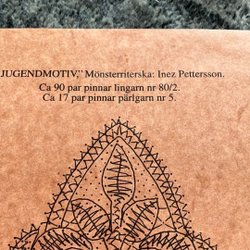 JUGENDMOTIV," Mönsterriterska: Inez Pettersson.
Ca 90 par pinnar lingarn nr 80/2.
Ca 17 par pinnar pärlgarn nr 5.